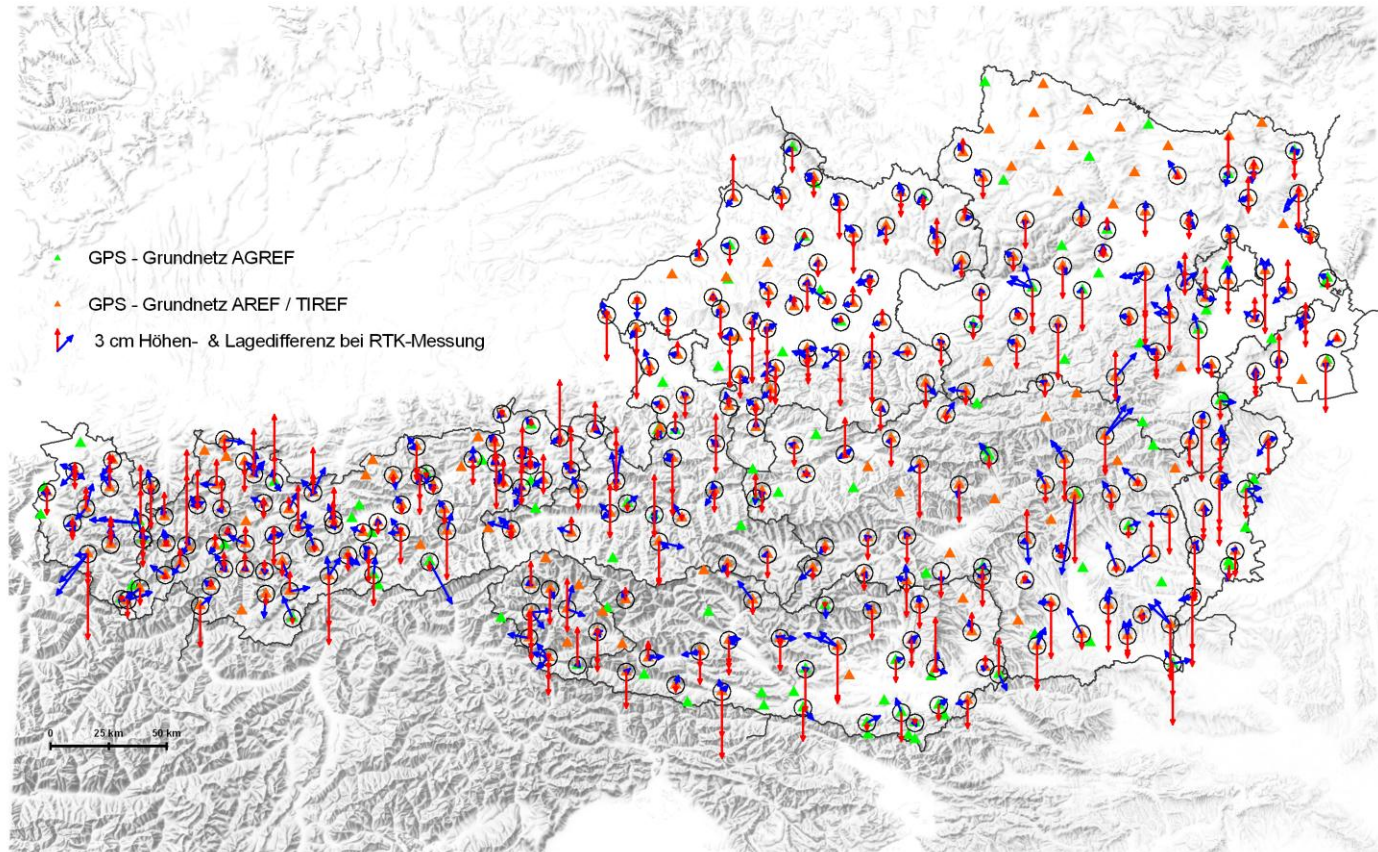 GPS - Grundnetz AGREF
GPS - Grundnetz AREF / TIREF
3 cm Höhen- & Lagedifferenz bei RTK-Messung
0 25 km 50 km